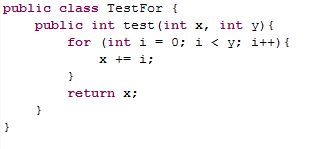 public class TestFor {
    public int test(int x, int y){
        for (int i = 0; i < y; i++){
            x += i;
        }
        return x;
    }
}